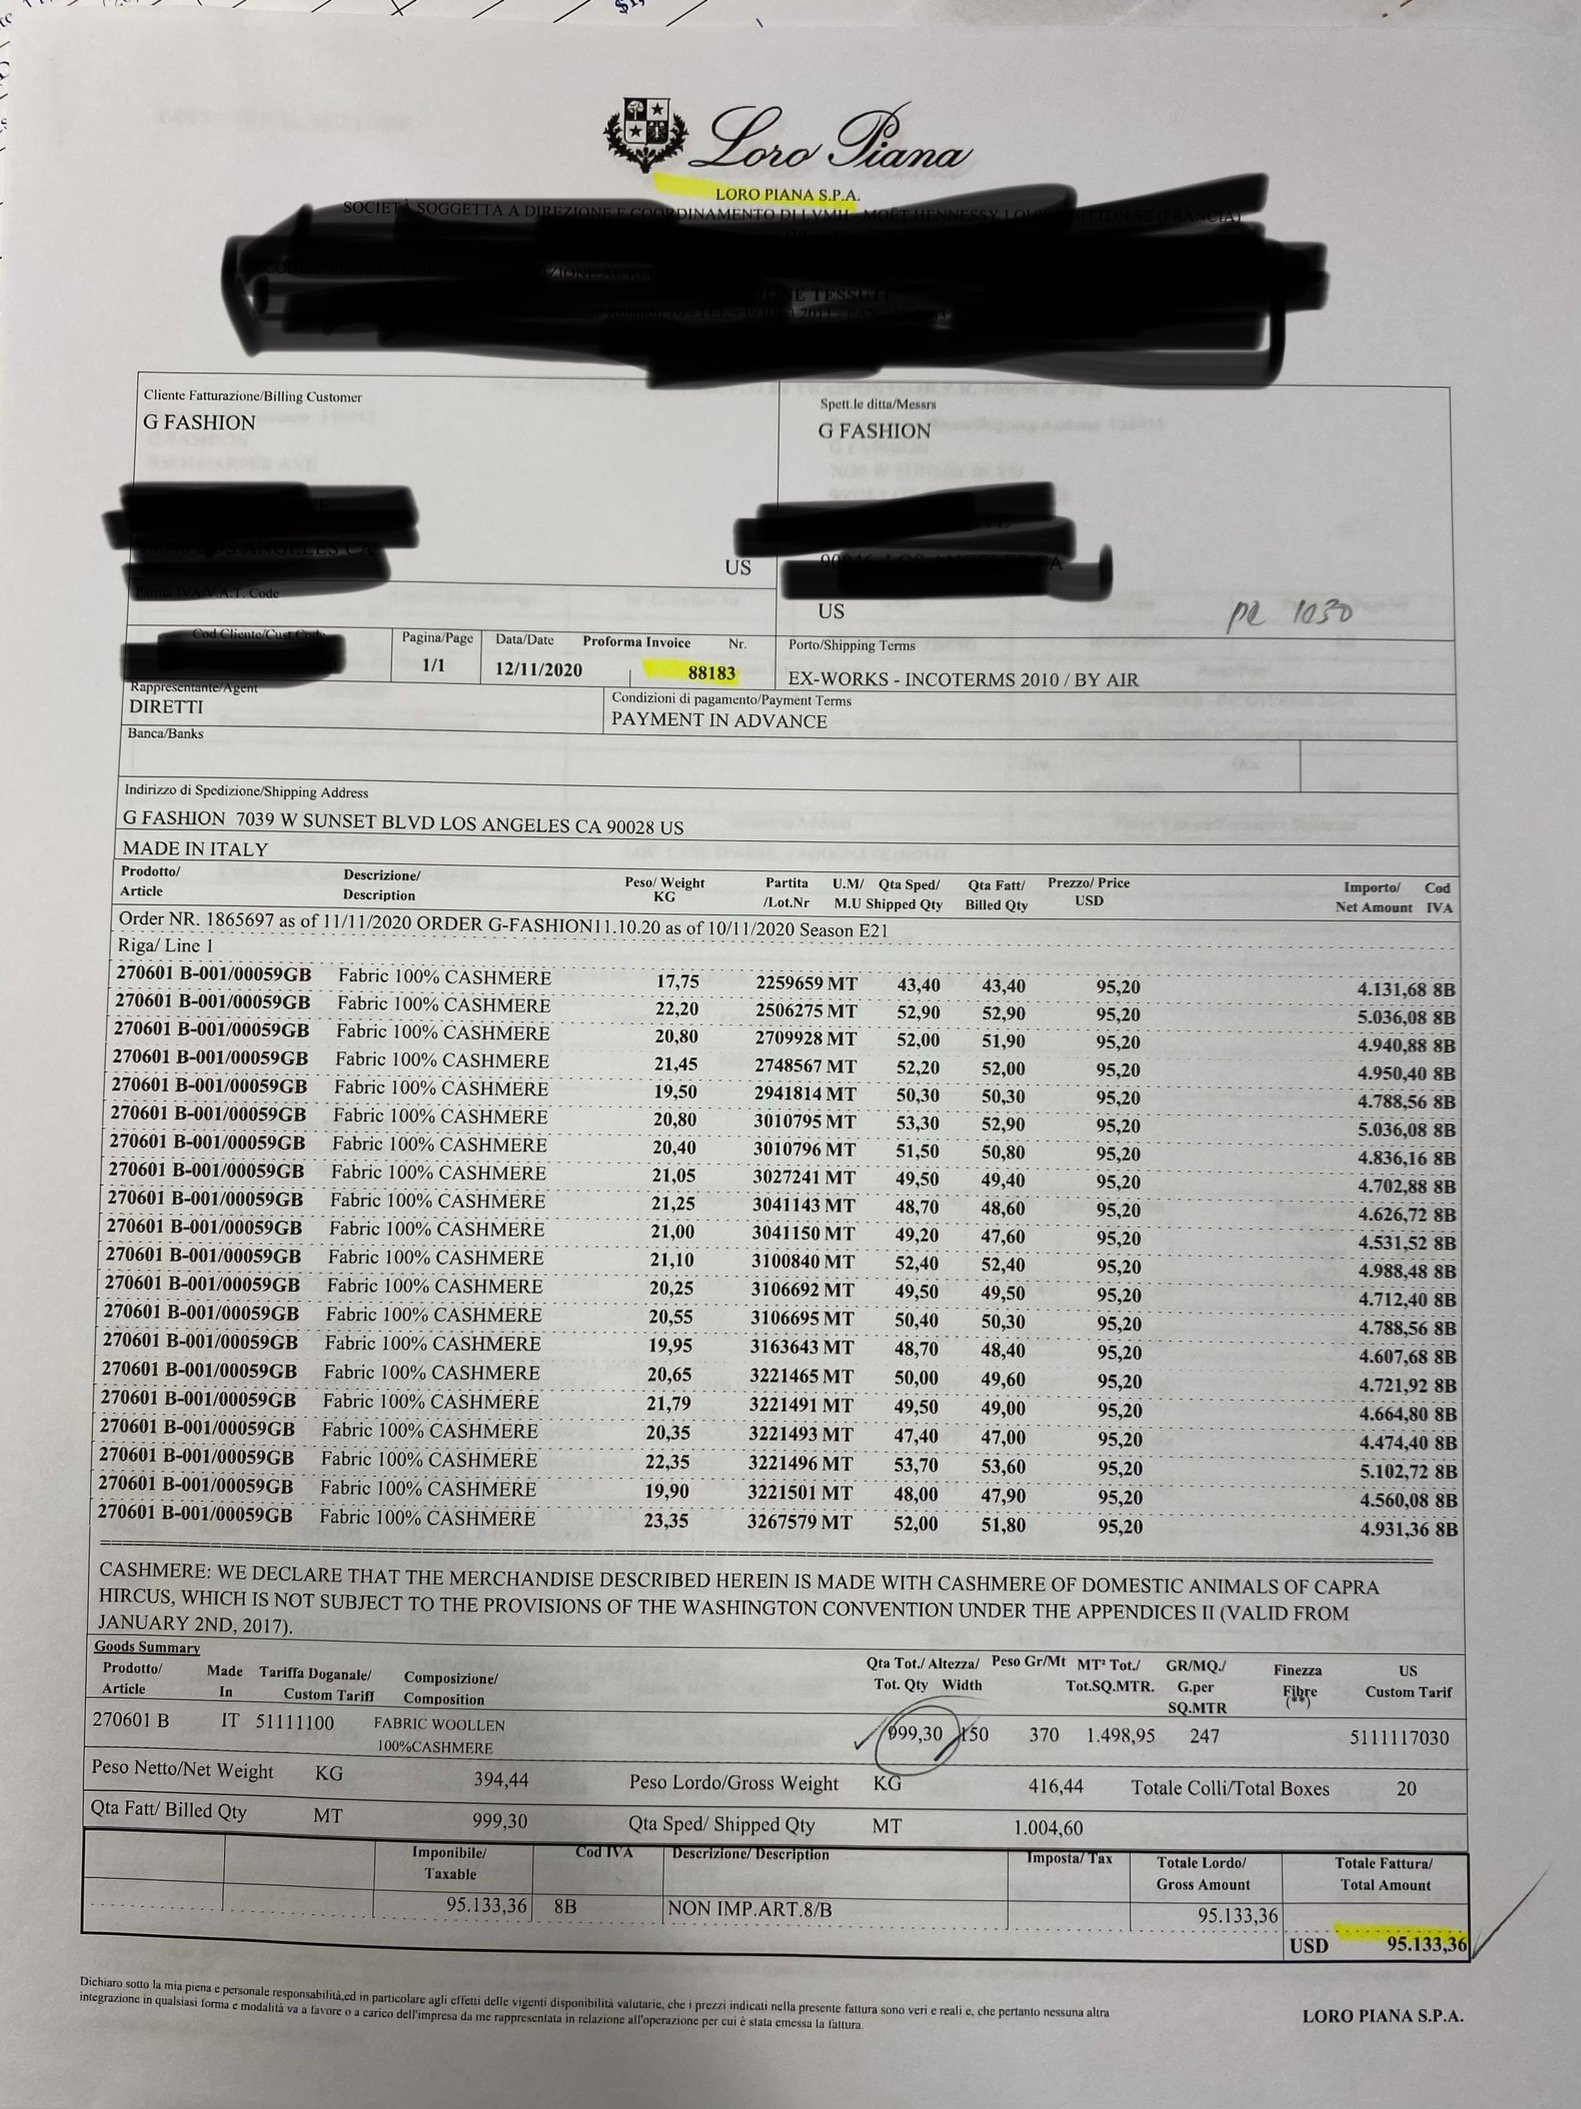 Loro Piana
LORO PIANA S.P.A.
SOCIETÀ SOGGETTA A DIREZIONE E COORDINAMENTO DI LVMH - MOËT HENNESSY LOUIS VUITTON SE (FRANCIA)
Cliente Fatturazione/Billing Customer
G FASHION
90046 LOS ANGELES CA
US
Spett.le ditta/Messrs
G FASHION
90046 LOS ANGELES CA
US
pe 1030
Partita IVA/V.A.T. Code
Cod.Cliente/Cust.Code
Pagina/Page
1/1
Data/Date
12/11/2020
Proforma Invoice Nr.
88183
Porto/Shipping Terms
EX-WORKS - INCOTERMS 2010 / BY AIR
Rappresentante/Agent
DIRETTI
Condizioni di pagamento/Payment Terms
PAYMENT IN ADVANCE
Banca/Banks
Indirizzo di Spedizione/Shipping Address
G FASHION 7039 W SUNSET BLVD LOS ANGELES CA 90028 US
MADE IN ITALY
Prodotto/ Descrizione/ Peso/ Weight Partita U.M/ Qta Sped/ Qta Fatt/ Prezzo/ Price Importo/ Cod
Article Description KG /Lot.Nr M.U Shipped Qty Billed Qty USD Net Amount IVA
Order NR. 1865697 as of 11/11/2020 ORDER G-FASHION11.10.20 as of 10/11/2020 Season E21
Riga/ Line 1
270601 B-001/00059GB Fabric 100% CASHMERE 17,75 2259659 MT 43,40 43,40 95,20 4.131,68 8B
270601 B-001/00059GB Fabric 100% CASHMERE 22,20 2506275 MT 52,90 52,90 95,20 5.036,08 8B
270601 B-001/00059GB Fabric 100% CASHMERE 20,80 2709928 MT 52,00 51,90 95,20 4.940,88 8B
270601 B-001/00059GB Fabric 100% CASHMERE 21,45 2748567 MT 52,20 52,00 95,20 4.950,40 8B
270601 B-001/00059GB Fabric 100% CASHMERE 19,50 2941814 MT 50,30 50,30 95,20 4.788,56 8B
270601 B-001/00059GB Fabric 100% CASHMERE 20,80 3010795 MT 53,30 52,90 95,20 5.036,08 8B
270601 B-001/00059GB Fabric 100% CASHMERE 20,40 3010796 MT 51,50 50,80 95,20 4.836,16 8B
270601 B-001/00059GB Fabric 100% CASHMERE 21,05 3027241 MT 49,50 49,40 95,20 4.702,88 8B
270601 B-001/00059GB Fabric 100% CASHMERE 21,25 3041143 MT 48,70 48,60 95,20 4.626,72 8B
270601 B-001/00059GB Fabric 100% CASHMERE 21,00 3041150 MT 49,20 47,60 95,20 4.531,52 8B
270601 B-001/00059GB Fabric 100% CASHMERE 21,10 3100840 MT 52,40 52,40 95,20 4.988,48 8B
270601 B-001/00059GB Fabric 100% CASHMERE 20,25 3106692 MT 49,50 49,50 95,20 4.712,40 8B
270601 B-001/00059GB Fabric 100% CASHMERE 20,55 3106695 MT 50,40 50,30 95,20 4.788,56 8B
270601 B-001/00059GB Fabric 100% CASHMERE 19,95 3163643 MT 48,70 48,40 95,20 4.607,68 8B
270601 B-001/00059GB Fabric 100% CASHMERE 20,65 3221465 MT 50,00 49,60 95,20 4.721,92 8B
270601 B-001/00059GB Fabric 100% CASHMERE 21,79 3221491 MT 49,50 49,00 95,20 4.664,80 8B
270601 B-001/00059GB Fabric 100% CASHMERE 20,35 3221493 MT 47,40 47,00 95,20 4.474,40 8B
270601 B-001/00059GB Fabric 100% CASHMERE 22,35 3221496 MT 53,70 53,60 95,20 5.102,72 8B
270601 B-001/00059GB Fabric 100% CASHMERE 19,90 3221501 MT 48,00 47,90 95,20 4.560,08 8B
270601 B-001/00059GB Fabric 100% CASHMERE 23,35 3267579 MT 52,00 51,80 95,20 4.931,36 8B
CASHMERE: WE DECLARE THAT THE MERCHANDISE DESCRIBED HEREIN IS MADE WITH CASHMERE OF DOMESTIC ANIMALS OF CAPRA
HIRCUS, WHICH IS NOT SUBJECT TO THE PROVISIONS OF THE WASHINGTON CONVENTION UNDER THE APPENDICES II (VALID FROM
JANUARY 2ND, 2017).
Goods Summary
Prodotto/ Made Tariffa Doganale/ Composizione/ Qta Tot./ Altezza/ Peso Gr/Mt MT² Tot./ GR/MQ./ Finezza US
Article In Custom Tariff Composition Tot. Qty Width Tot.SQ.MTR. G.per Fibre Custom Tarif
SQ.MTR (**)
270601 B IT 51111100 FABRIC WOOLLEN 999,30 150 370 1.498,95 247 5111117030
100%CASHMERE
Peso Netto/Net Weight KG 394,44 Peso Lordo/Gross Weight KG 416,44 Totale Colli/Total Boxes 20
Qta Fatt/ Billed Qty MT 999,30 Qta Sped/ Shipped Qty MT 1.004,60
Imponibile/ Cod IVA Descrizione/ Description Imposta/ Tax Totale Lordo/ Totale Fattura/
Taxable Gross Amount Total Amount
95.133,36 8B NON IMP.ART.8/B 95.133,36
USD 95.133,36
Dichiaro sotto la mia piena e personale responsabilità,ed in particolare agli effetti delle vigenti disponibilità valutarie, che i prezzi indicati nella presente fattura sono veri e reali e, che pertanto nessuna altra
integrazione in qualsiasi forma e modalità va a favore o a carico dell'impresa da me rappresentata in relazione all'operazione per cui è stata emessa la fattura.
LORO PIANA S.P.A.